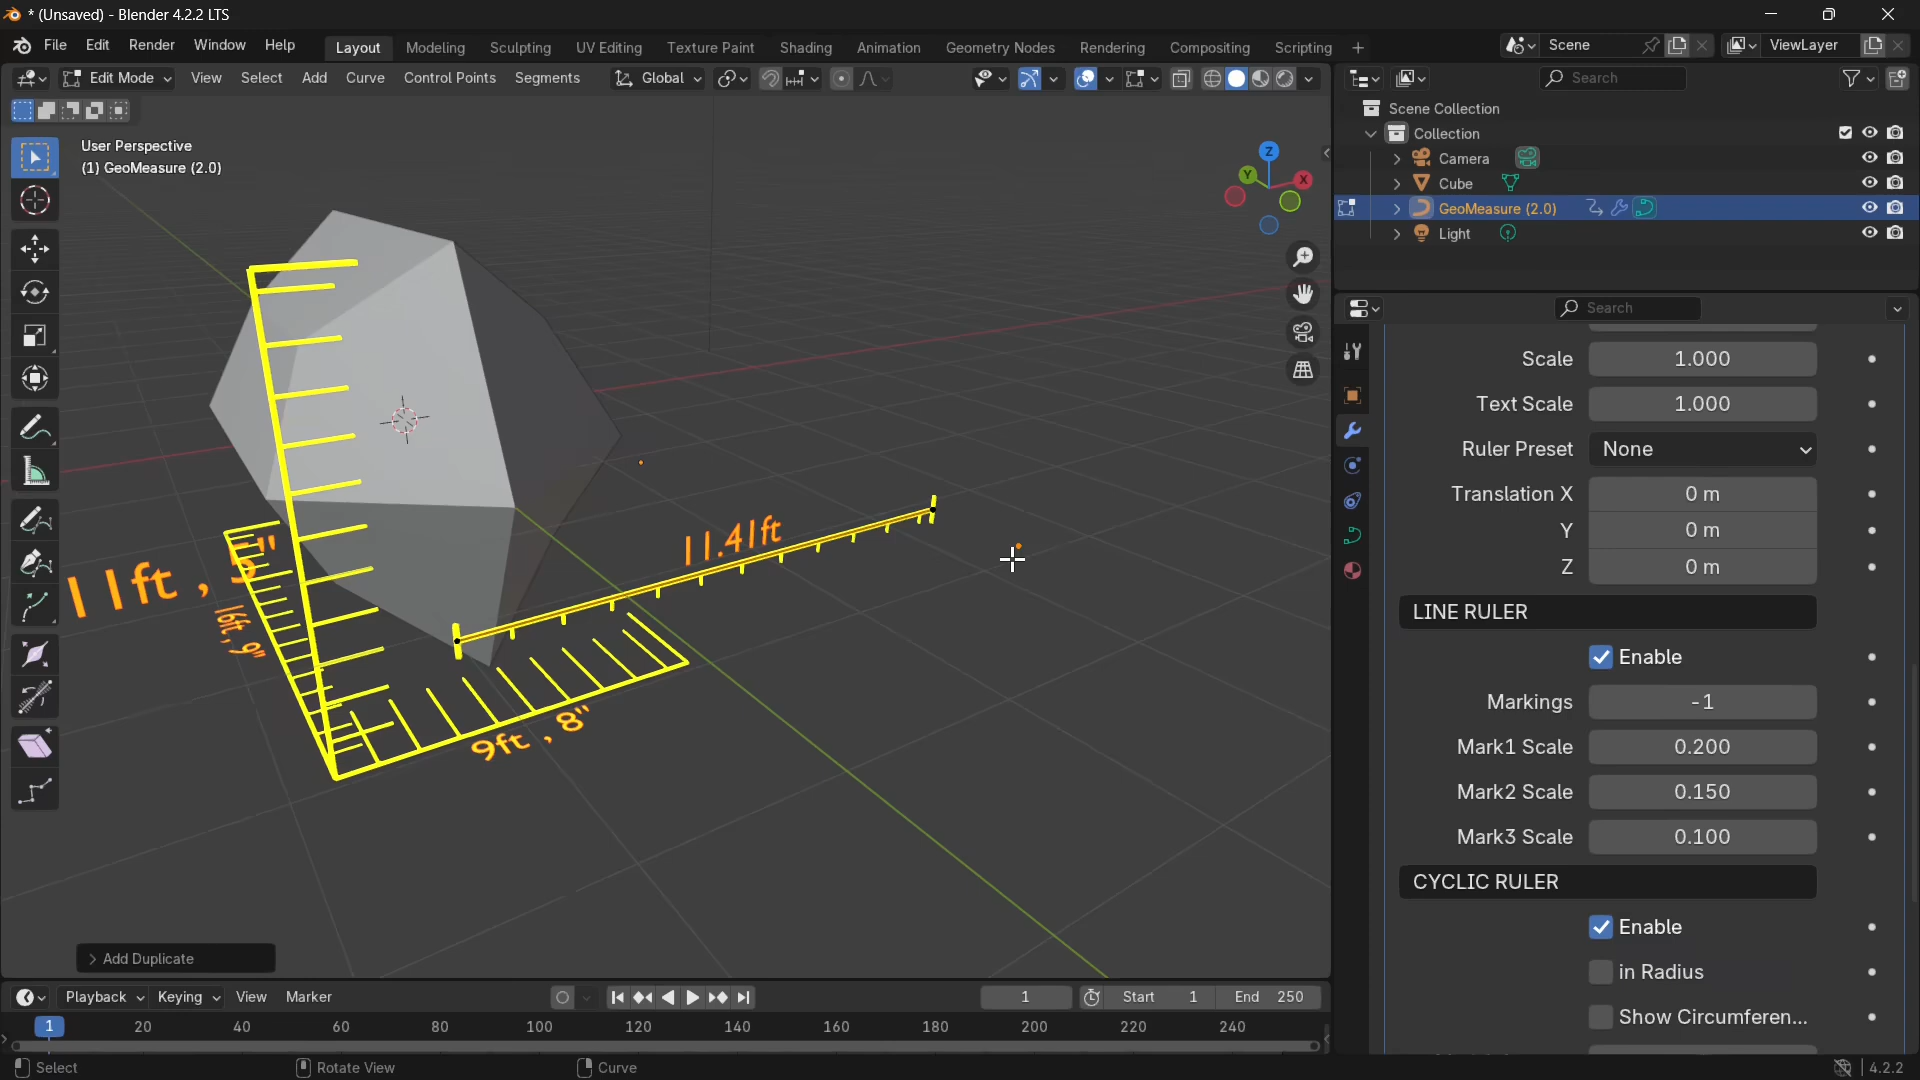 * (Unsaved) - Blender 4.2.2 LTS
File Edit Render Window Help Layout Modeling Sculpting UV Editing Texture Paint Shading Animation Geometry Nodes Rendering Compositing Scripting + Scene ViewLayer
Edit Mode View Select Add Curve Control Points Segments Global
Search
User Perspective
(1) GeoMeasure (2.0)
Z
Y
X
Scene Collection
Collection
Camera
Cube
GeoMeasure (2.0)
Light
Search
11ft , 5"
16ft , 9"
9ft , 8"
11.41ft
Scale 1.000
Text Scale 1.000
Ruler Preset None
Translation X 0 m
Y 0 m
Z 0 m
LINE RULER
Enable
Markings -1
Mark1 Scale 0.200
Mark2 Scale 0.150
Mark3 Scale 0.100
CYCLIC RULER
Enable
in Radius
Show Circumferen...
Add Duplicate
Playback Keying View Marker 1 Start 1 End 250
1 20 40 60 80 100 120 140 160 180 200 220 240
Select Rotate View Curve 4.2.2